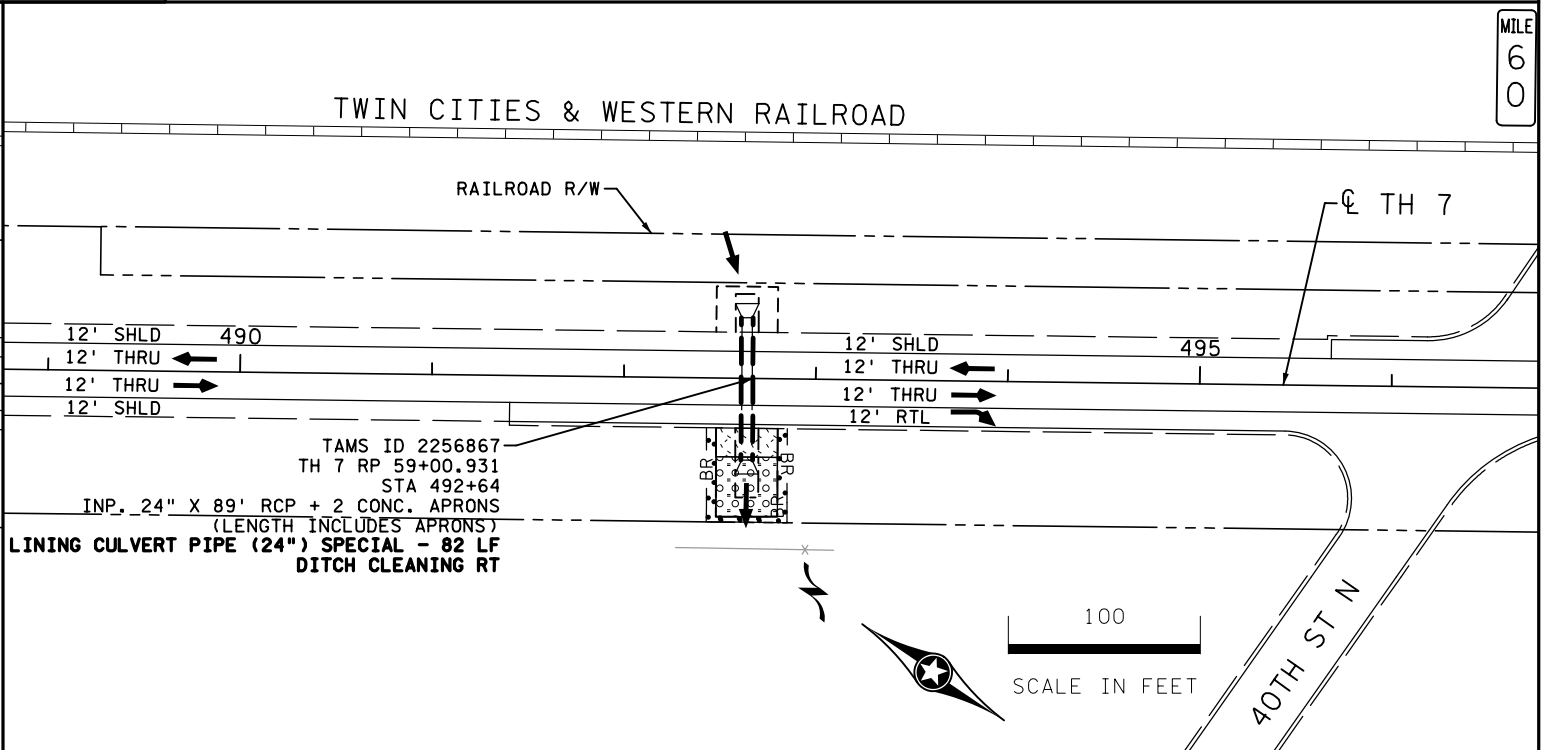 MILE
6
0
TWIN CITIES & WESTERN RAILROAD
RAILROAD R/W
℄ TH 7
12' SHLD
490
12' THRU
12' THRU
12' SHLD
12' SHLD
495
12' THRU
12' THRU
12' RTL
TAMS ID 2256867
TH 7 RP 59+00.931
STA 492+64
INP. 24" X 89' RCP + 2 CONC. APRONS
(LENGTH INCLUDES APRONS)
LINING CULVERT PIPE (24") SPECIAL - 82 LF
DITCH CLEANING RT
BR
BR
BR
X
100
SCALE IN FEET
40TH ST N